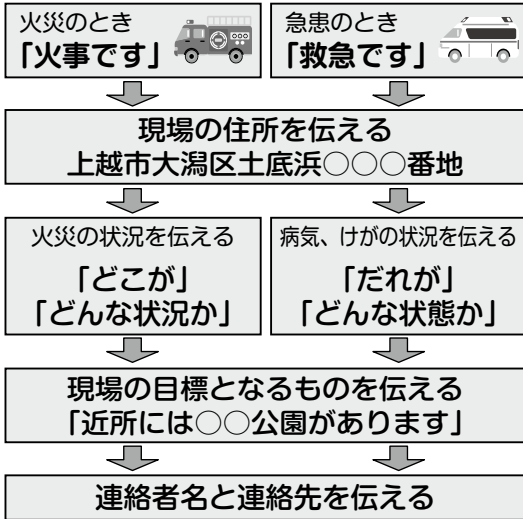 火災のとき
「火事です」
急患のとき
「救急です」
現場の住所を伝える
上越市大潟区土底浜○○○番地
火災の状況を伝える
「どこが」
「どんな状況か」
病気、けがの状況を伝える
「だれが」
「どんな状態か」
現場の目標となるものを伝える
「近所には○○公園があります」
連絡者名と連絡先を伝える